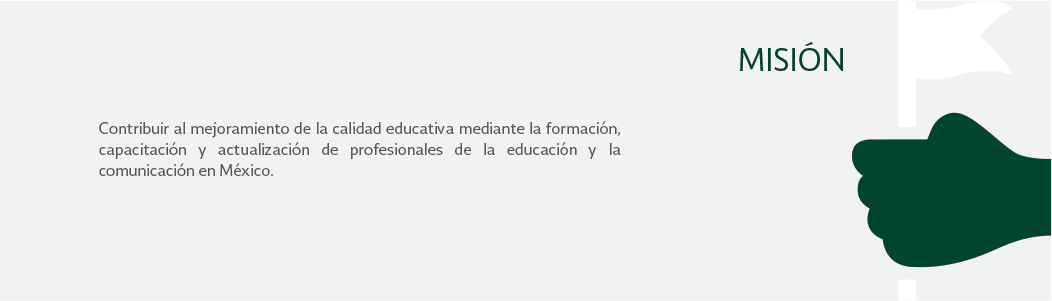 MISIÓN
Contribuir al mejoramiento de la calidad educativa mediante la formación,
capacitación y actualización de profesionales de la educación y la
comunicación en México.